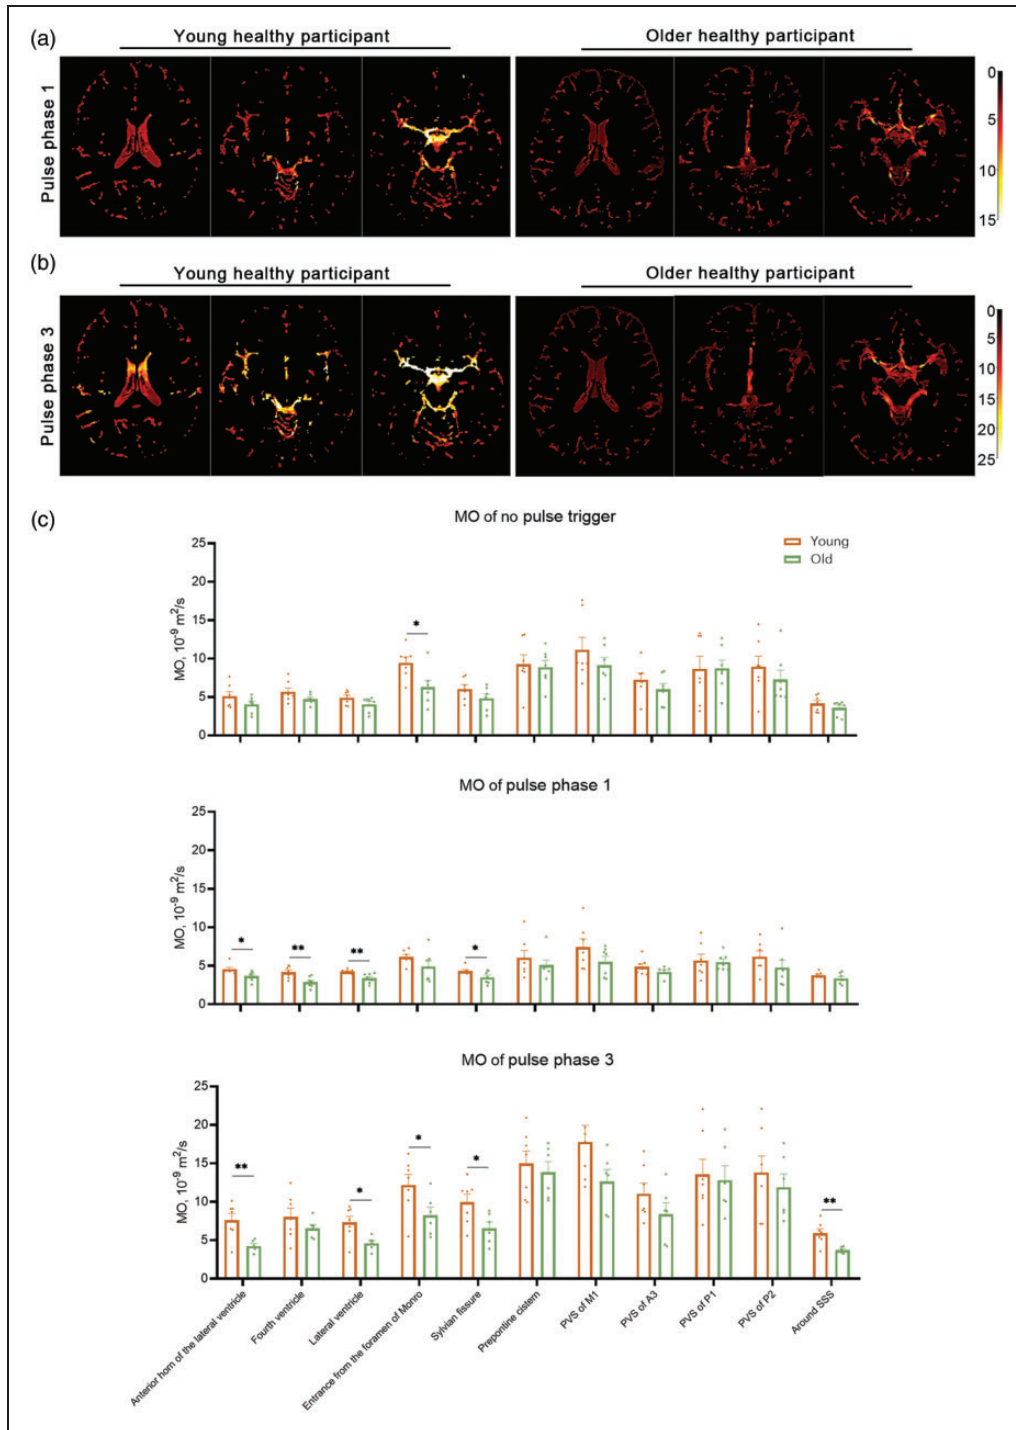 (a)
Young healthy participant
Older healthy participant
Pulse phase 1
0
5
10
15
(b)
Young healthy participant
Older healthy participant
Pulse phase 3
0
5
10
15
20
25
(c)
MO of no pulse trigger
Young
Old
MO, 10⁻⁹ m²/s
25
20
15
10
5
0
*
MO of pulse phase 1
MO, 10⁻⁹ m²/s
25
20
15
10
5
0
*
**
**
*
MO of pulse phase 3
MO, 10⁻⁹ m²/s
25
20
15
10
5
0
**
*
*
*
**
Anterior horn of the lateral ventricle
Fourth ventricle
Lateral ventricle
Entrance from the foramen of Monro
Sylvian fissure
Prepontine cistern
PVS of M1
PVS of A3
PVS of P1
PVS of P2
Around SSS